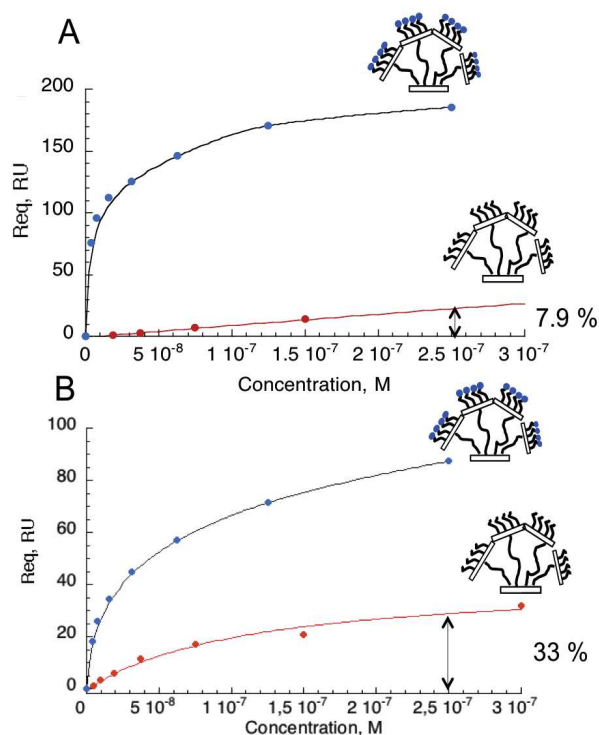 A
200
150
100
50
0
Req, RU
0 5 10⁻⁸ 1 10⁻⁷ 1.5 10⁻⁷ 2 10⁻⁷ 2.5 10⁻⁷ 3 10⁻⁷
Concentration, M
7.9 %
B
100
80
60
40
20
0
Req, RU
0 5 10⁻⁸ 1 10⁻⁷ 1,5 10⁻⁷ 2 10⁻⁷ 2,5 10⁻⁷ 3 10⁻⁷
Concentration, M
33 %